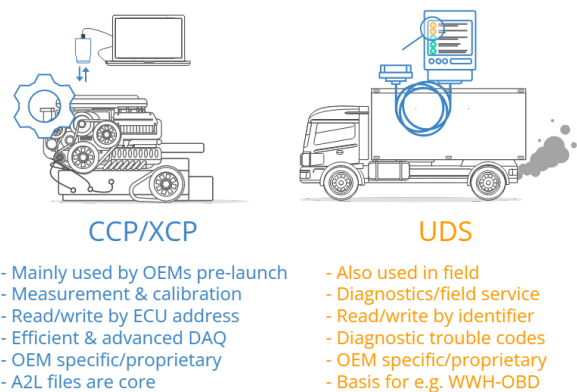 CCP/XCP
- Mainly used by OEMs pre-launch
- Measurement & calibration
- Read/write by ECU address
- Efficient & advanced DAQ
- OEM specific/proprietary
- A2L files are core
UDS
- Also used in field
- Diagnostics/field service
- Read/write by identifier
- Diagnostic trouble codes
- OEM specific/proprietary
- Basis for e.g. WWH-OBD